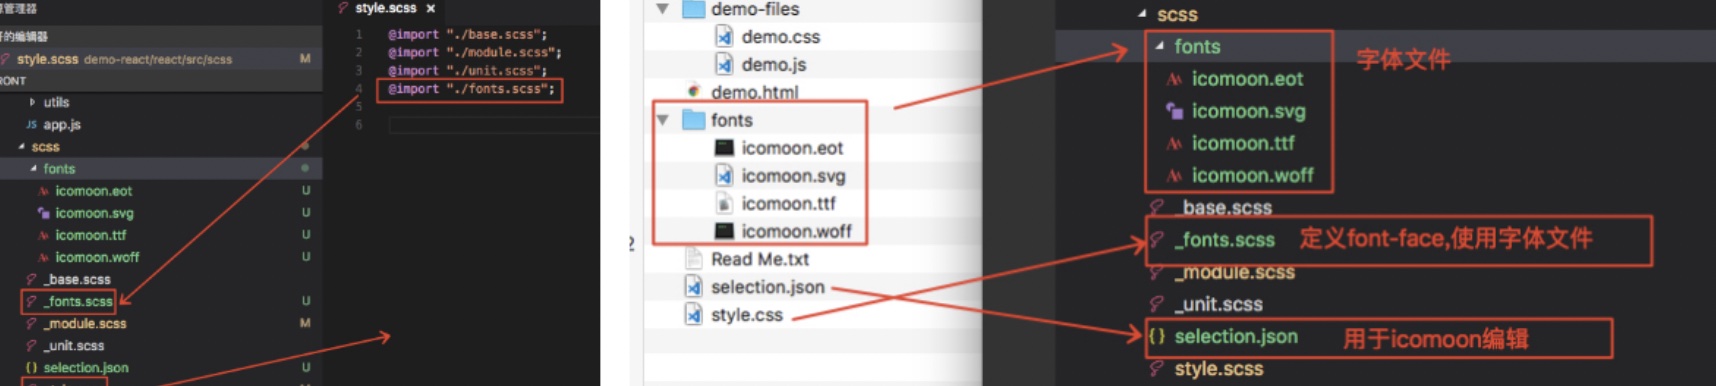 源管理器
开的编辑器
style.scss demo-react/react/src/scss M
RONT
utils
JS app.js
scss
fonts
icomoon.eot U
icomoon.svg U
icomoon.ttf U
icomoon.woff U
_base.scss
_fonts.scss U
_module.scss M
_unit.scss
{} selection.json U
style.scss ×
1 @import "./base.scss";
2 @import "./module.scss";
3 @import "./unit.scss";
4 @import "./fonts.scss";
5
6
demo-files
demo.css
demo.js
demo.html
fonts
icomoon.eot
icomoon.svg
icomoon.ttf
icomoon.woff
Read Me.txt
selection.json
style.css
2
scss
fonts 字体文件
icomoon.eot
icomoon.svg
icomoon.ttf
icomoon.woff
_base.scss
_fonts.scss 定义font-face,使用字体文件
_module.scss
_unit.scss
{} selection.json 用于icomoon编辑
style.scss